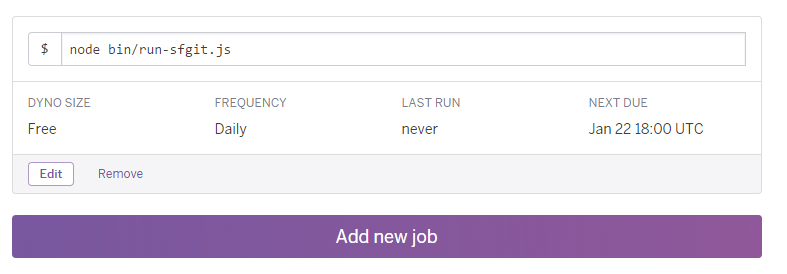 $ node bin/run-sfgit.js
DYNO SIZE FREQUENCY LAST RUN NEXT DUE
Free Daily never Jan 22 18:00 UTC
Edit Remove
Add new job